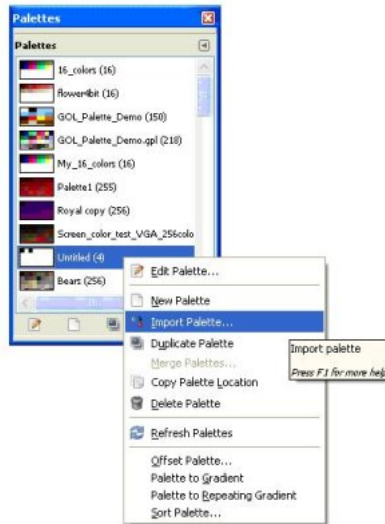 Palettes
Palettes
16_colors (16)
flower4bit (16)
GOL_Palette_Demo (150)
GOL_Palette_Demo.gpl (218)
My_16_colors (16)
Palette1 (255)
Royal copy (256)
Screen_color_test_VGA_256colo
Untitled (4)
Bears (256)
Edit Palette...
New Palette
Import Palette...
Duplicate Palette
Merge Palettes...
Copy Palette Location
Delete Palette
Refresh Palettes
Offset Palette...
Palette to Gradient
Palette to Repeating Gradient
Sort Palette...
Import palette
Press F1 for more help